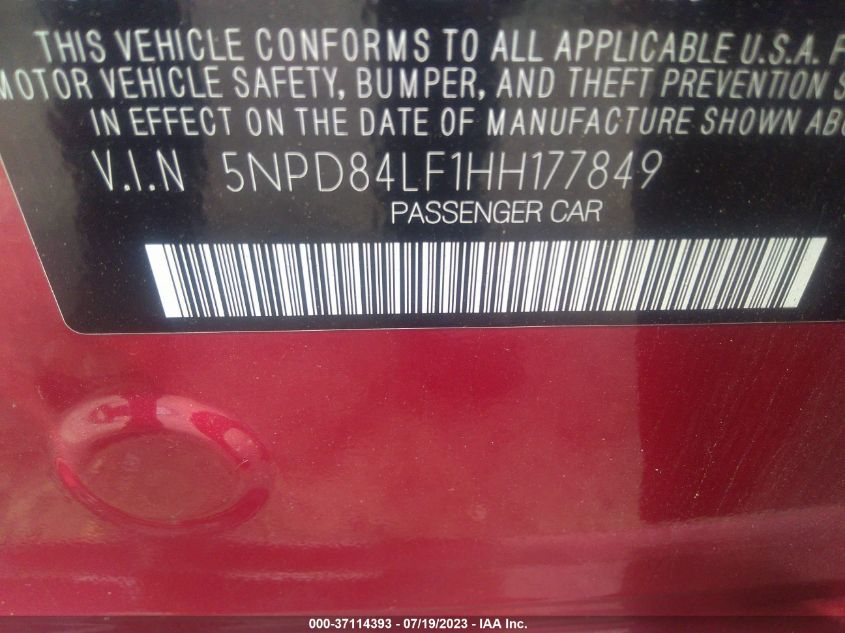 THIS VEHICLE CONFORMS TO ALL APPLICABLE U.S.A. F
MOTOR VEHICLE SAFETY, BUMPER, AND THEFT PREVENTION S
IN EFFECT ON THE DATE OF MANUFACTURE SHOWN ABO
V.I.N 5NPD84LF1HH177849
PASSENGER CAR
000-37114393 - 07/19/2023 - IAA Inc.